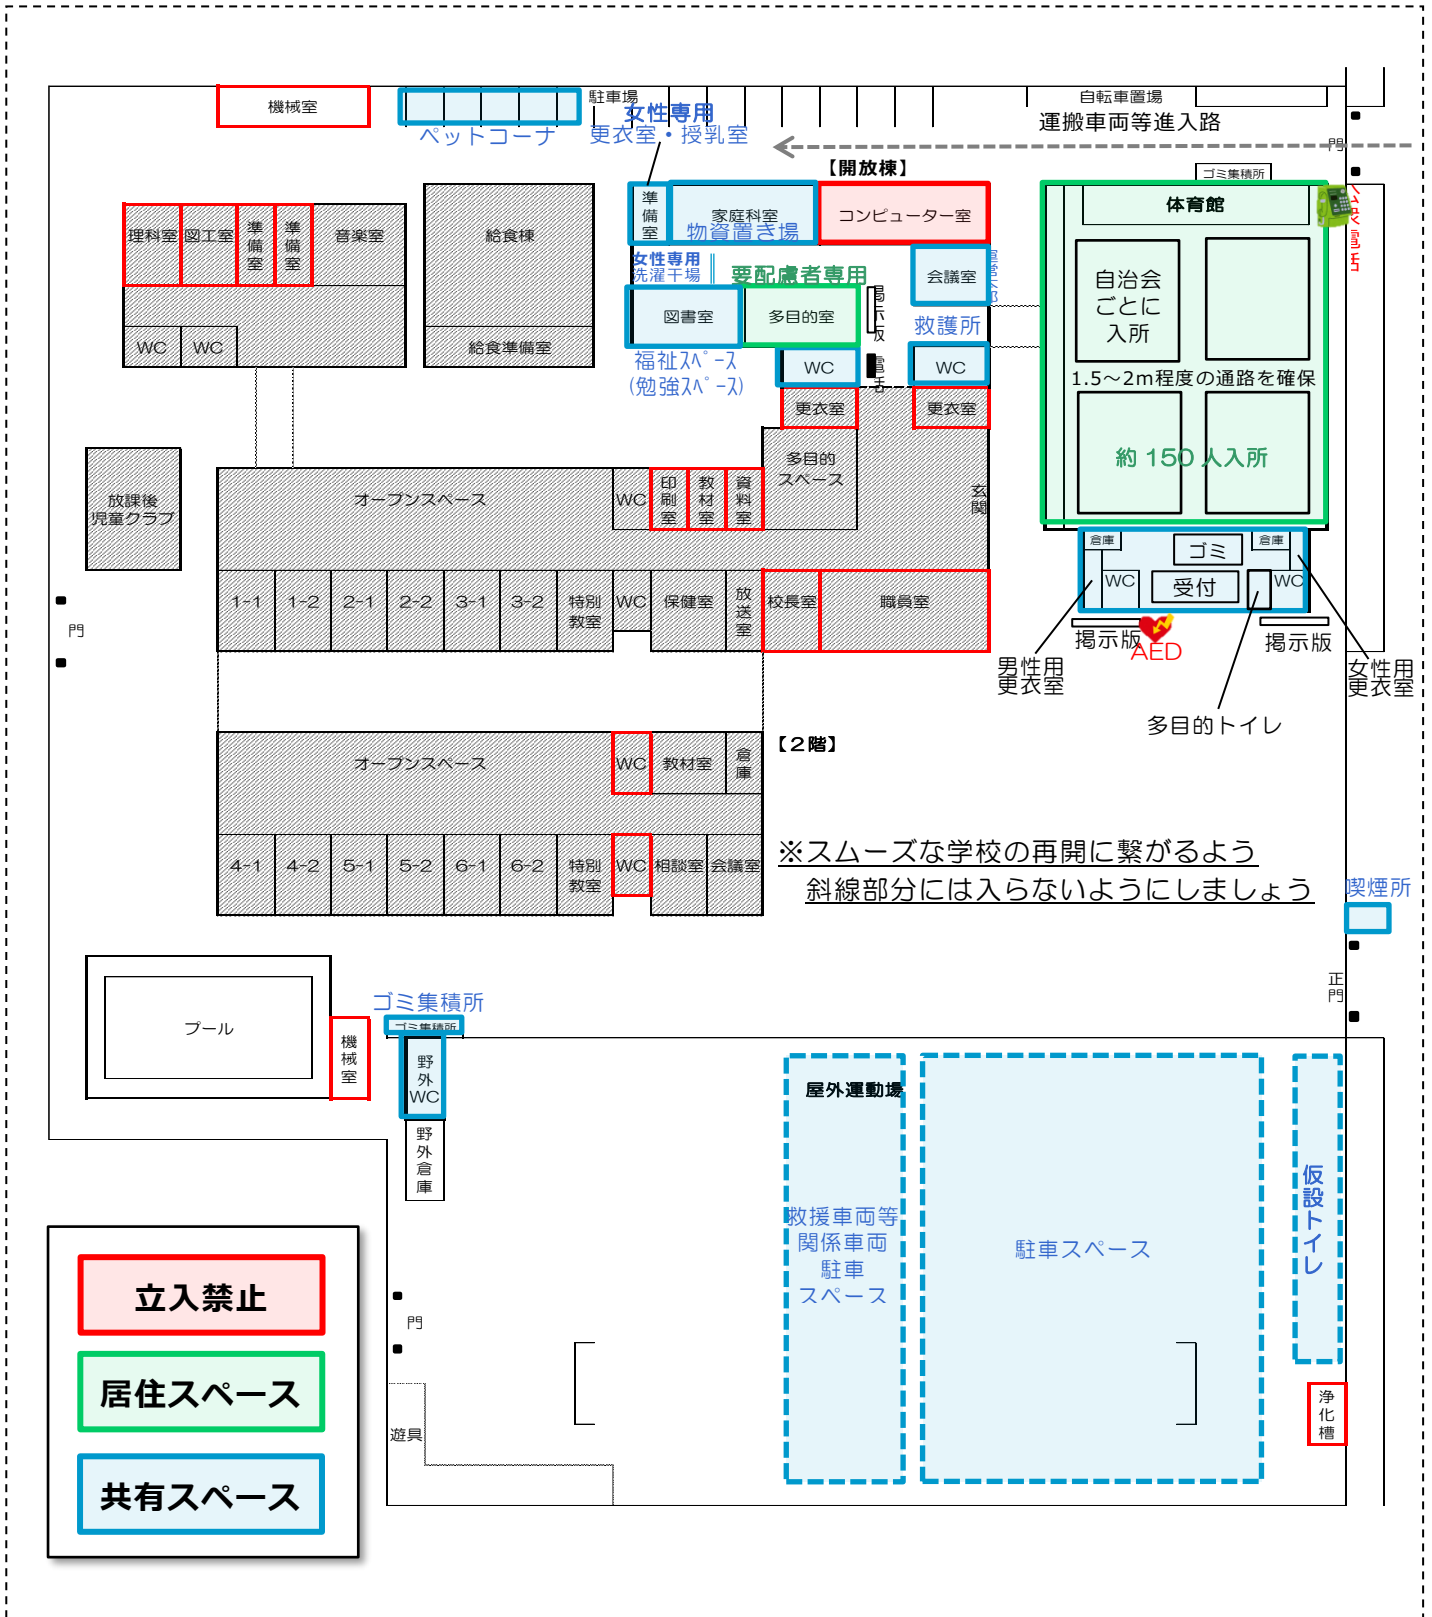 機械室
駐車場
自転車置場
女性専用
更衣室・授乳室
ペットコーナ
運搬車両等進入路
門
【開放棟】
ゴミ集積所
体育館
公衆電話
理科室
図工室
準備室
準備室
音楽室
給食棟
準備室
家庭科室
物資置き場
コンピューター室
女性専用
洗濯干場
要配慮者専用
会議室
自治会
ごとに
入所
図書室
多目的室
掲示版
救護所
WC
WC
給食準備室
福祉スペース
(勉強スペース)
WC
電話
WC
1.5～2m程度の通路を確保
更衣室
更衣室
約150人入所
放課後
児童クラブ
オープンスペース
WC
印刷室
教材室
資料室
多目的
スペース
玄関
倉庫
ゴミ
倉庫
WC
受付
WC
1-1
1-2
2-1
2-2
3-1
3-2
特別
教室
WC
保健室
放送室
校長室
職員室
門
掲示版
AED
掲示版
男性用
更衣室
女性用
更衣室
多目的トイレ
【2階】
オープンスペース
WC
教材室
倉庫
4-1
4-2
5-1
5-2
6-1
6-2
特別
教室
WC
相談室
会議室
※スムーズな学校の再開に繋がるよう
斜線部分には入らないようにしましょう
喫煙所
正門
プール
機械室
ゴミ集積所
ゴミ集積所
野外WC
野外倉庫
屋外運動場
救援車両等
関係車両
駐車
スペース
駐車スペース
仮設トイレ
門
遊具
浄化槽
立入禁止
居住スペース
共有スペース